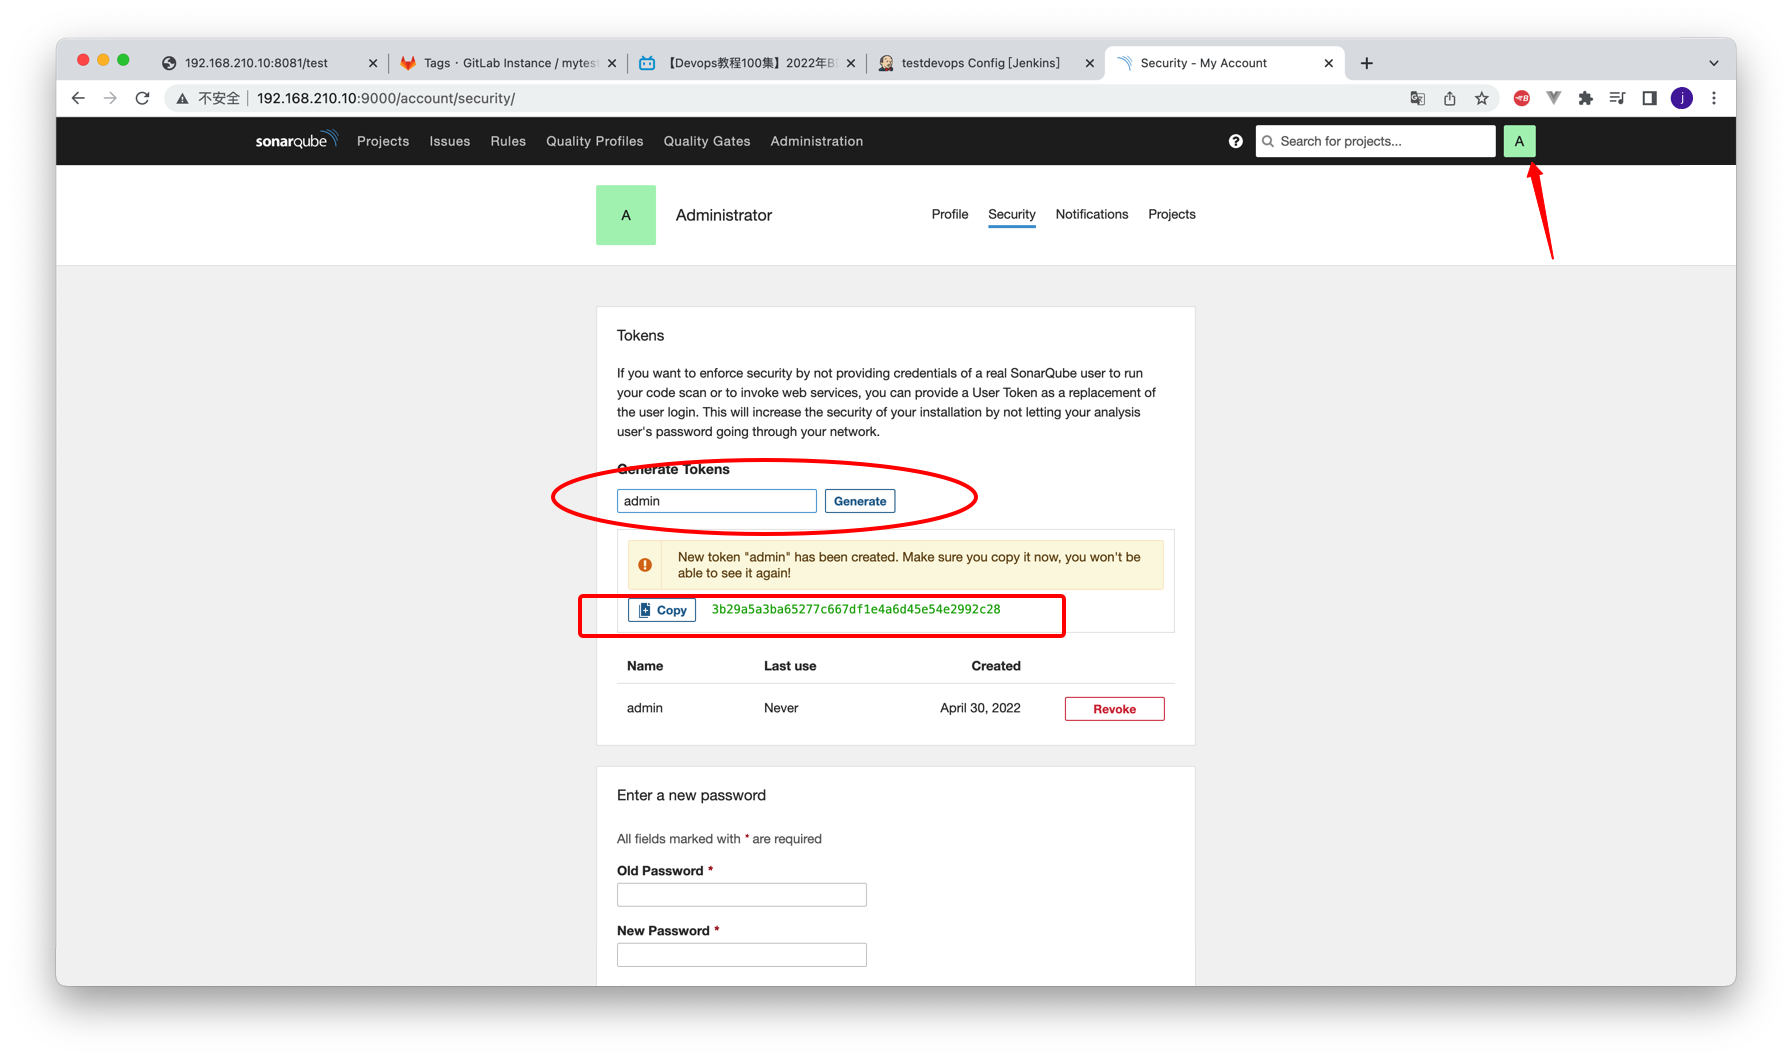 192.168.210.10:8081/test
Tags · GitLab Instance / mytest
【Devops教程100集】2022年B
testdevops Config [Jenkins]
Security - My Account
不安全 192.168.210.10:9000/account/security/
j
sonarqube Projects Issues Rules Quality Profiles Quality Gates Administration
? Search for projects... A
A Administrator Profile Security Notifications Projects
Tokens
If you want to enforce security by not providing credentials of a real SonarQube user to run
your code scan or to invoke web services, you can provide a User Token as a replacement of
the user login. This will increase the security of your installation by not letting your analysis
user's password going through your network.
Generate Tokens
admin Generate
New token "admin" has been created. Make sure you copy it now, you won't be
able to see it again!
Copy 3b29a5a3ba65277c667df1e4a6d45e54e2992c28
Name Last use Created
admin Never April 30, 2022 Revoke
Enter a new password
All fields marked with * are required
Old Password *
New Password *